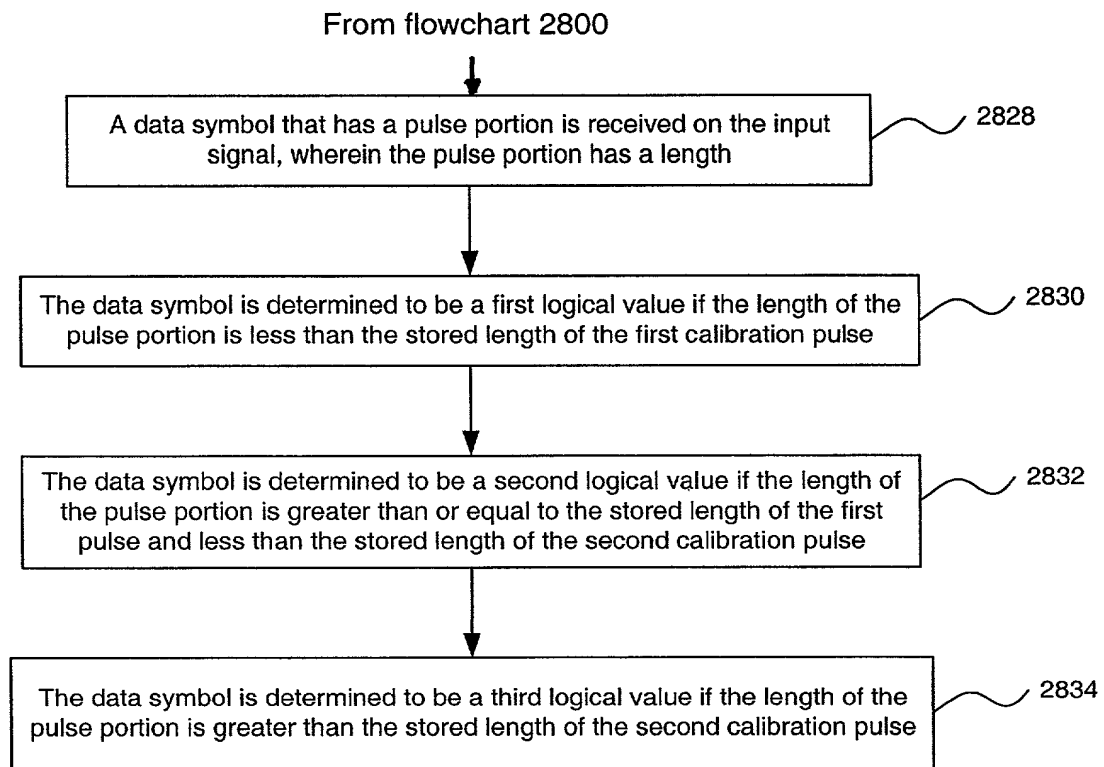 From flowchart 2800
A data symbol that has a pulse portion is received on the input
signal, wherein the pulse portion has a length
2828
The data symbol is determined to be a first logical value if the length of the
pulse portion is less than the stored length of the first calibration pulse
2830
The data symbol is determined to be a second logical value if the length of
the pulse portion is greater than or equal to the stored length of the first
pulse and less than the stored length of the second calibration pulse
2832
The data symbol is determined to be a third logical value if the length of the
pulse portion is greater than the stored length of the second calibration pulse
2834